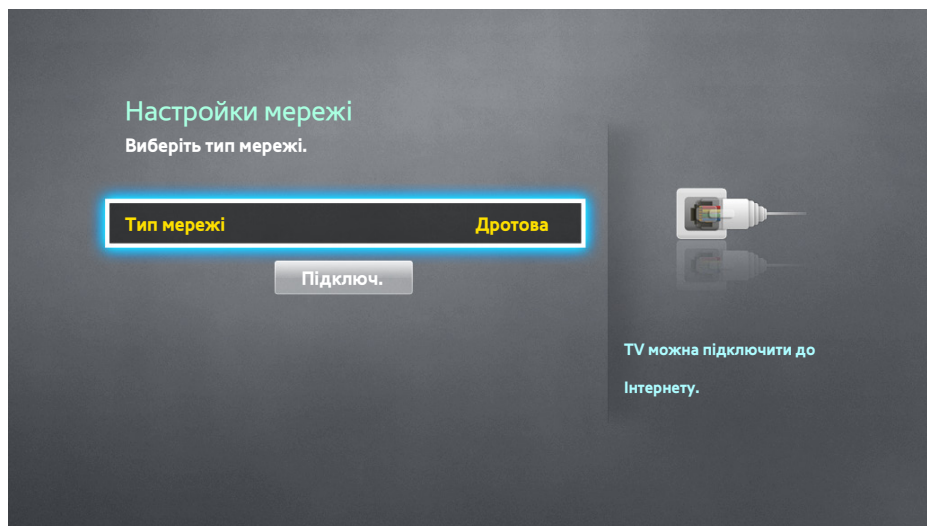 Настройки мережі
Виберіть тип мережі.
Тип мережі Дротова
Підключ.
TV можна підключити до
Інтернету.